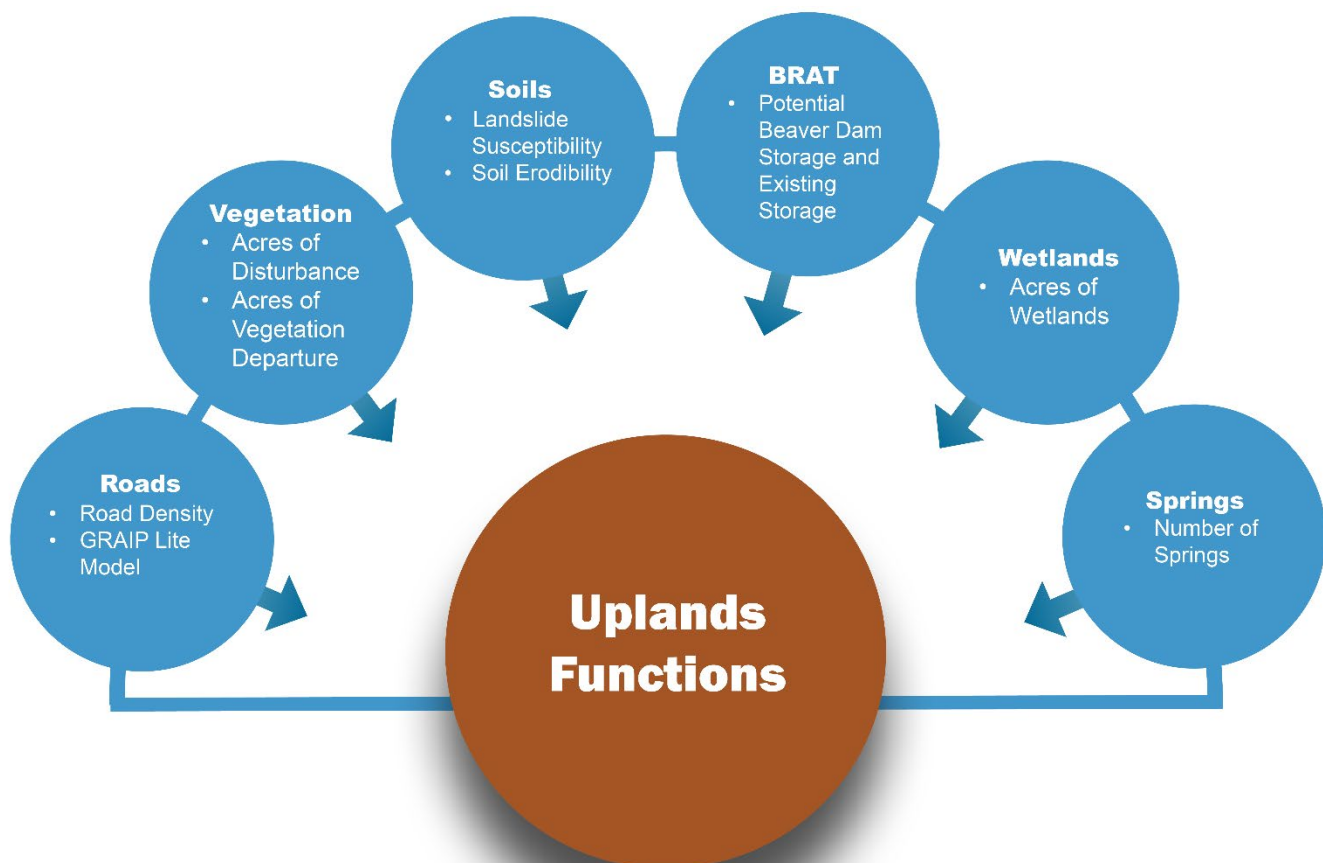 Roads
• Road Density
• GRAIP Lite
Model
Vegetation
• Acres of
Disturbance
• Acres of
Vegetation
Departure
Soils
• Landslide
Susceptibility
• Soil Erodibility
BRAT
• Potential
Beaver Dam
Storage and
Existing
Storage
Wetlands
• Acres of
Wetlands
Springs
• Number of
Springs
Uplands
Functions